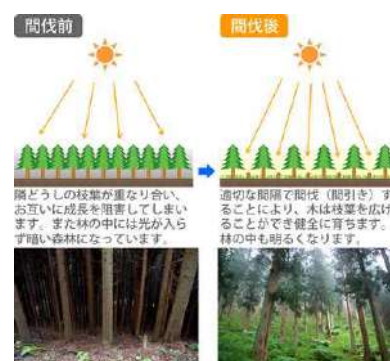 間伐前
隣どうしの枝葉が重なり合い、
お互いに成長を阻害してしまい
ます。また林の中には光が入ら
ず暗い森林になっています。
間伐後
適切な間隔で間伐（間引き）す
ることにより、木は枝葉を広げ
ることができ健全に育ちます。
林の中も明るくなります。